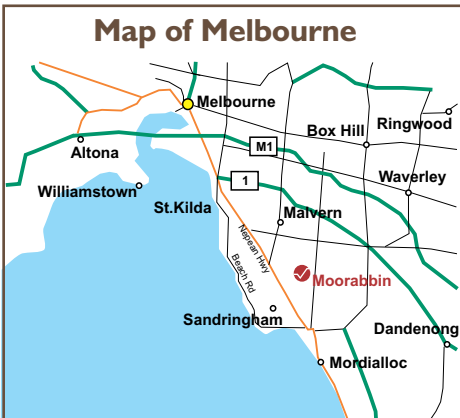 Map of Melbourne
Melbourne
Ringwood
Box Hill
M1
Altona
Waverley
1
Williamstown
St.Kilda
Malvern
Nepean Hwy
Beach Rd
Moorabbin
Sandringham
Dandenong
Mordialloc